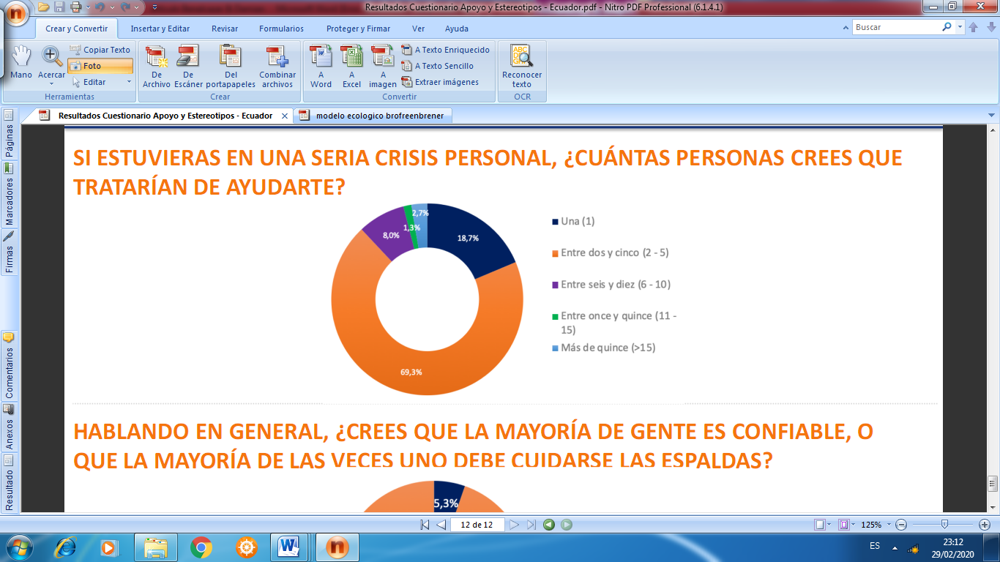 Resultados Cuestionario Apoyo y Estereotipos - Ecuador.pdf - Nitro PDF Professional (6.1.4.1)
Crear y Convertir Insertar y Editar Revisar Formularios Proteger y Firmar Ver Ayuda Buscar
Mano
Acercar
Copiar Texto
Foto
Editar
Herramientas
De Archivo
De Escáner
Del portapapeles
Combinar archivos
Crear
A Word
A Excel
A imagen
A Texto Enriquecido
A Texto Sencillo
Extraer imágenes
Convertir
ABC
Reconocer texto
OCR
Resultados Cuestionario Apoyo y Estereotipos - Ecuador
modelo ecologico brofreenbrener
Páginas
Marcadores
Firmas
Comentarios
Anexos
Resultado
SI ESTUVIERAS EN UNA SERIA CRISIS PERSONAL, ¿CUÁNTAS PERSONAS CREES QUE
TRATARÍAN DE AYUDARTE?
2,7%
1,3%
8,0%
18,7%
69,3%
Una (1)
Entre dos y cinco (2 - 5)
Entre seis y diez (6 - 10)
Entre once y quince (11 -
15)
Más de quince (>15)
HABLANDO EN GENERAL, ¿CREES QUE LA MAYORÍA DE GENTE ES CONFIABLE, O
QUE LA MAYORÍA DE LAS VECES UNO DEBE CUIDARSE LAS ESPALDAS?
5,3%
12 de 12
125%
ES
23:12
29/02/2020